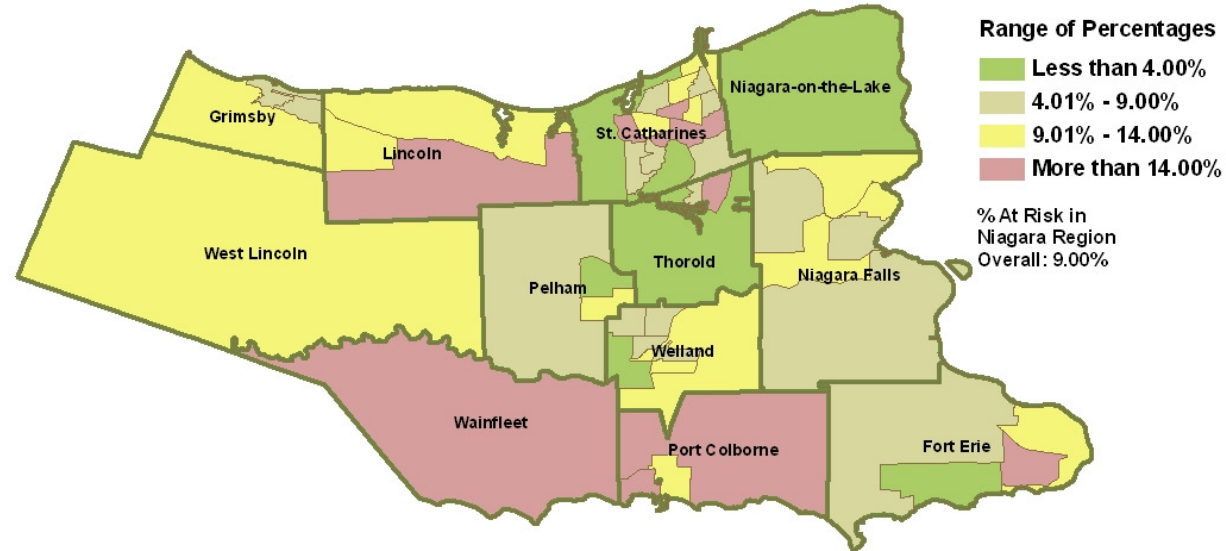 Range of Percentages
Less than 4.00%
4.01% - 9.00%
9.01% - 14.00%
More than 14.00%
% At Risk in
Niagara Region
Overall: 9.00%
Niagara-on-the-Lake
Grimsby
St. Catharines
Lincoln
West Lincoln
Thorold
Niagara Falls
Pelham
Welland
Wainfleet
Port Colborne
Fort Erie